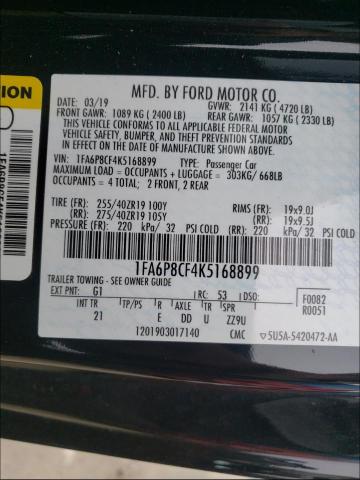 MFD. BY FORD MOTOR CO.
DATE: 03/19 GVWR: 2141 KG (4720 LB)
FRONT GAWR: 1089 KG (2400 LB) REAR GAWR: 1057 KG (2330 LB)
THIS VEHICLE CONFORMS TO ALL APPLICABLE FEDERAL MOTOR
VEHICLE SAFETY, BUMPER, AND THEFT PREVENTION STANDARDS
IN EFFECT ON THE DATE OF MANUFACTURE SHOWN ABOVE.
VEHICLE ID: 1FA6P8CF4K5168899 TYPE: Passenger Car
MAXIMUM LOAD = OCCUPANTS + LUGGAGE = 303KG/668LB
OCCUPANTS = 4 TOTAL; 2 FRONT, 2 REAR
TIRE (FR): 255/40ZR19 100Y RIMS (FR): 19x9.0J
(RR): 275/40ZR19 105Y (RR): 19x9.5J
PRESSURE (FR): 220 kPa/ 32 PSI COLD (RR): 220 kPa/ 32 PSI COLD
1FA6P8CF4K5168899
TRAILER TOWING - SEE OWNER GUIDE
EXT PNT: G1 RC: 53 DSO: F0082
INT TR TP/PS R AXLE TR SPR R0051
21 E DD U ZZ9U
1201903017140 CMC 5U5A-5420472-AA